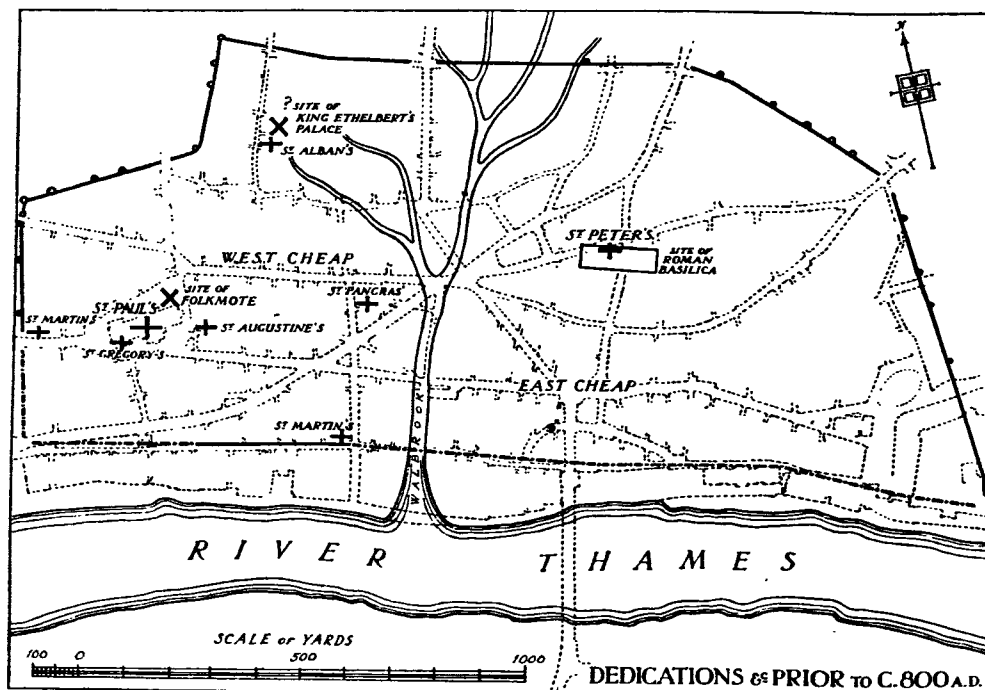 N
? SITE OF
KING ETHELBERT'S
PALACE
ST ALBAN'S
ST PETER'S
SITE OF
ROMAN
BASILICA
WEST CHEAP
SITE OF
FOLKMOTE
ST PANCRAS
ST PAUL'S
ST MARTIN'S
ST AUGUSTINE'S
ST GREGORY'S
EAST CHEAP
ST MARTIN'S
WALBROOK
RIVER THAMES
SCALE OF YARDS
100 0 500 1000
DEDICATIONS &c PRIOR TO C.800 A.D.